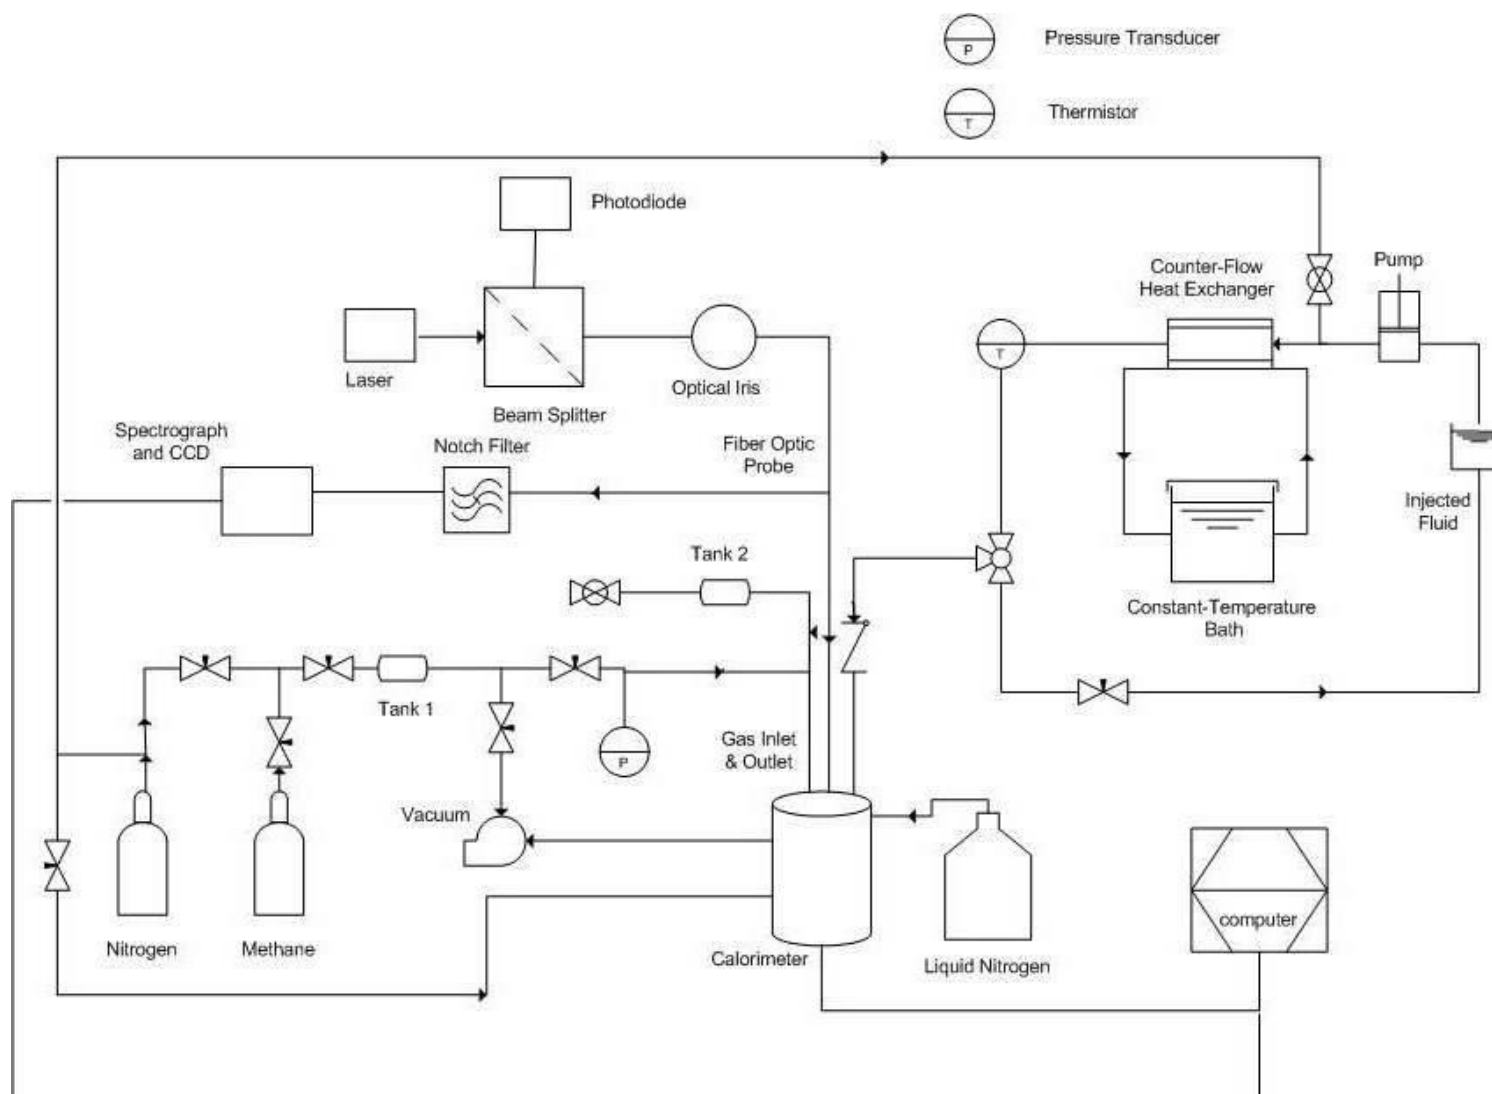 P
Pressure Transducer
T
Thermistor
Photodiode
Counter-Flow
Heat Exchanger
Pump
T
Laser
Optical Iris
Beam Splitter
Spectrograph
and CCD
Notch Filter
Fiber Optic
Probe
Injected
Fluid
Tank 2
Constant-Temperature
Bath
Tank 1
Gas Inlet
& Outlet
P
Vacuum
Nitrogen
Methane
Calorimeter
Liquid Nitrogen
computer